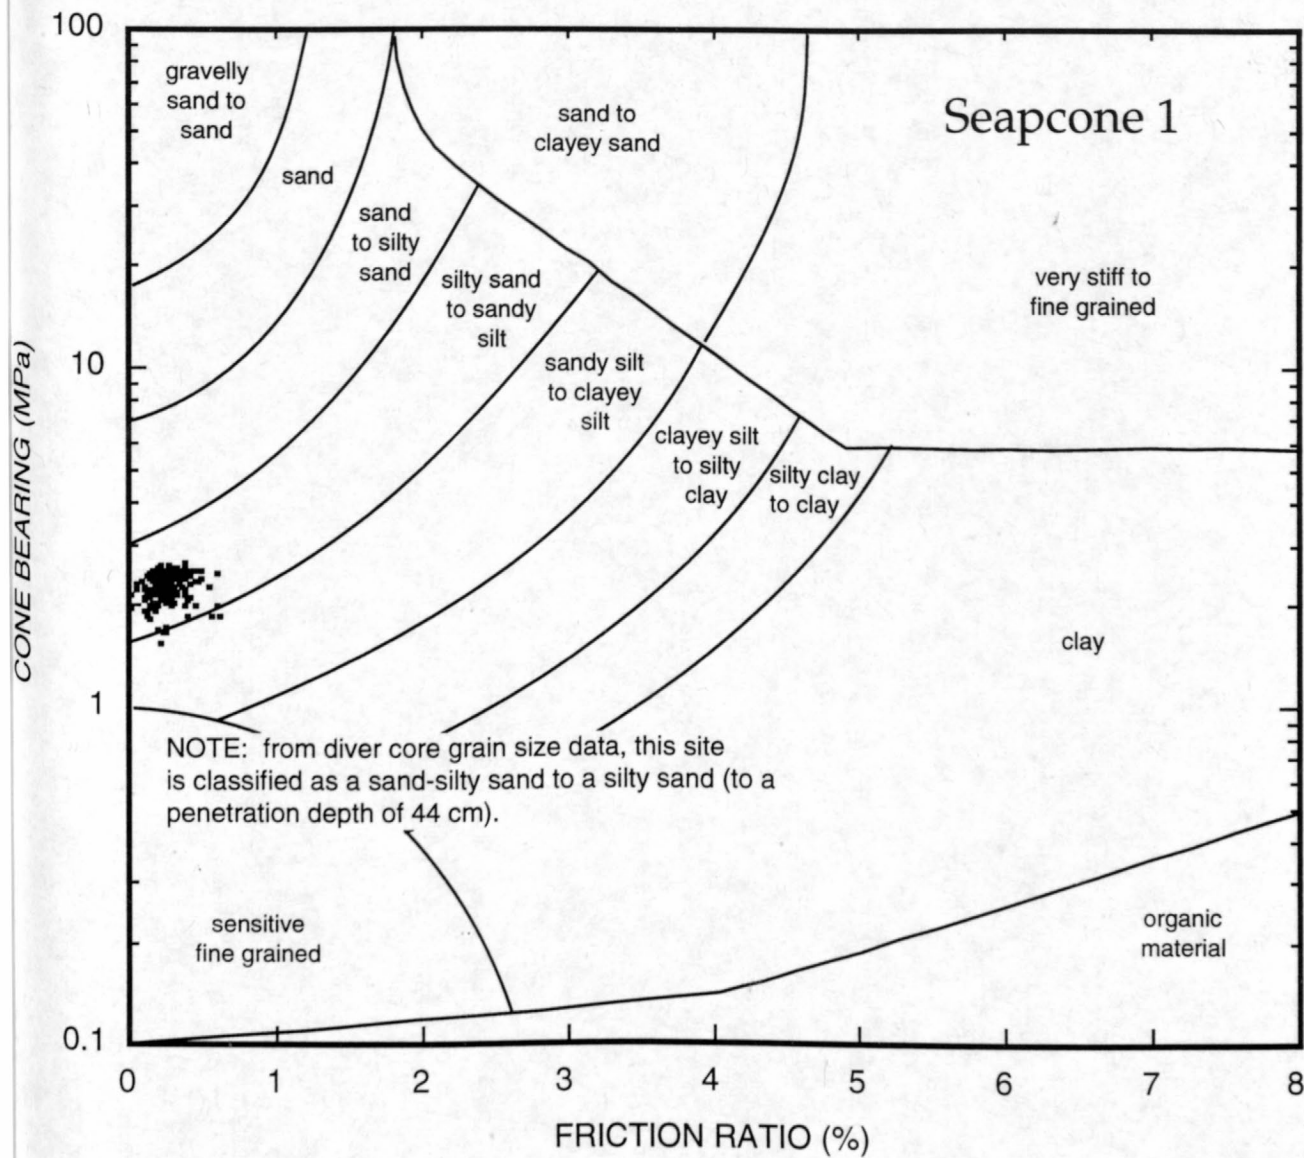 Seapcone 1
100
10
1
0.1
CONE BEARING (MPa)
gravelly
sand to
sand
sand
sand
to silty
sand
sand to
clayey sand
silty sand
to sandy
silt
sandy silt
to clayey
silt
clayey silt
to silty
clay
silty clay
to clay
very stiff to
fine grained
clay
NOTE: from diver core grain size data, this site
is classified as a sand-silty sand to a silty sand (to a
penetration depth of 44 cm).
sensitive
fine grained
organic
material
0 1 2 3 4 5 6 7 8
FRICTION RATIO (%)